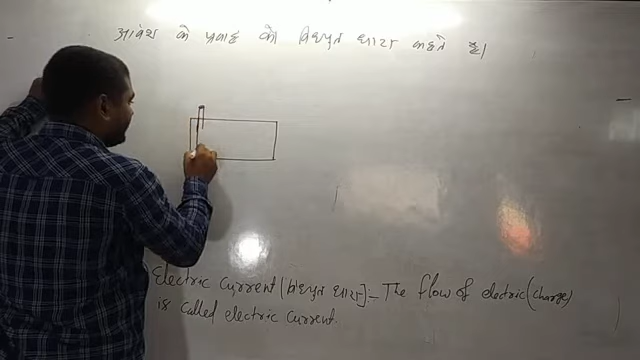 आवेश के प्रवाह को विद्युत धारा कहते है।
Electric Current (विद्युत धारा]:- The flow of electric (charge)
is called electric current.